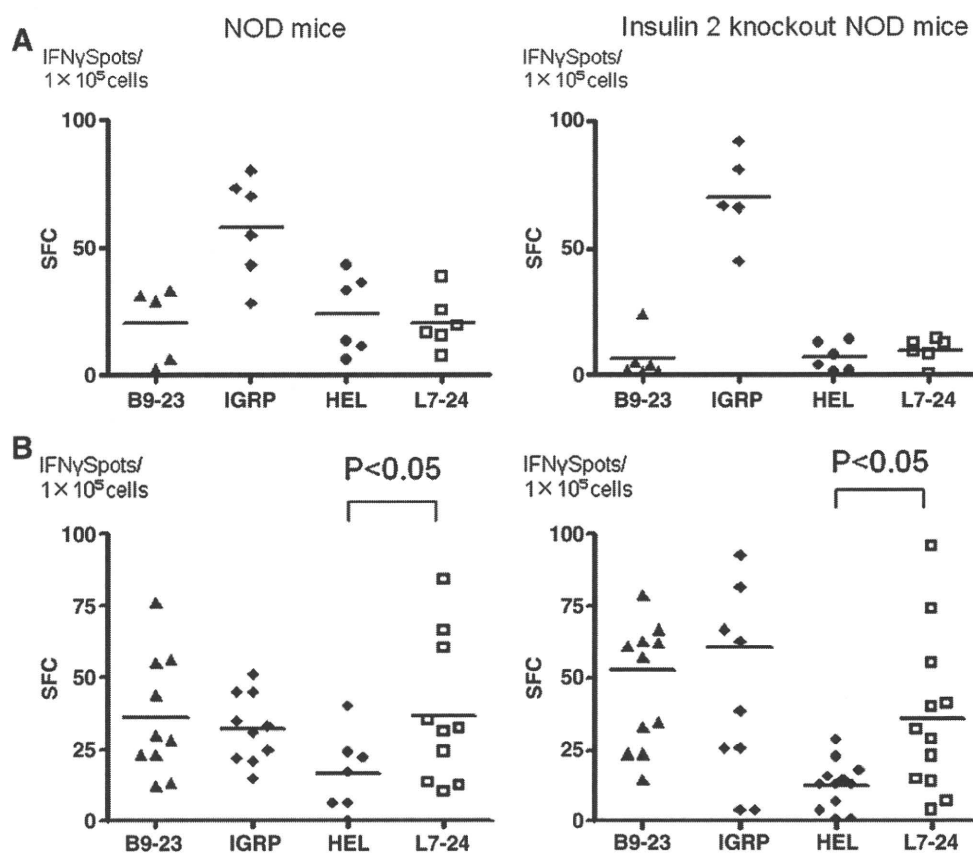 A
NOD mice
Insulin 2 knockout NOD mice
IFNγSpots/
1×10⁵cells
IFNγSpots/
1×10⁵cells
100
50
0
SFC
B9-23 IGRP HEL L7-24
100
50
0
SFC
B9-23 IGRP HEL L7-24
B
IFNγSpots/
1×10⁵cells
P<0.05
IFNγSpots/
1×10⁵cells
P<0.05
100
75
50
25
0
SFC
B9-23 IGRP HEL L7-24
100
75
50
25
0
SFC
B9-23 IGRP HEL L7-24